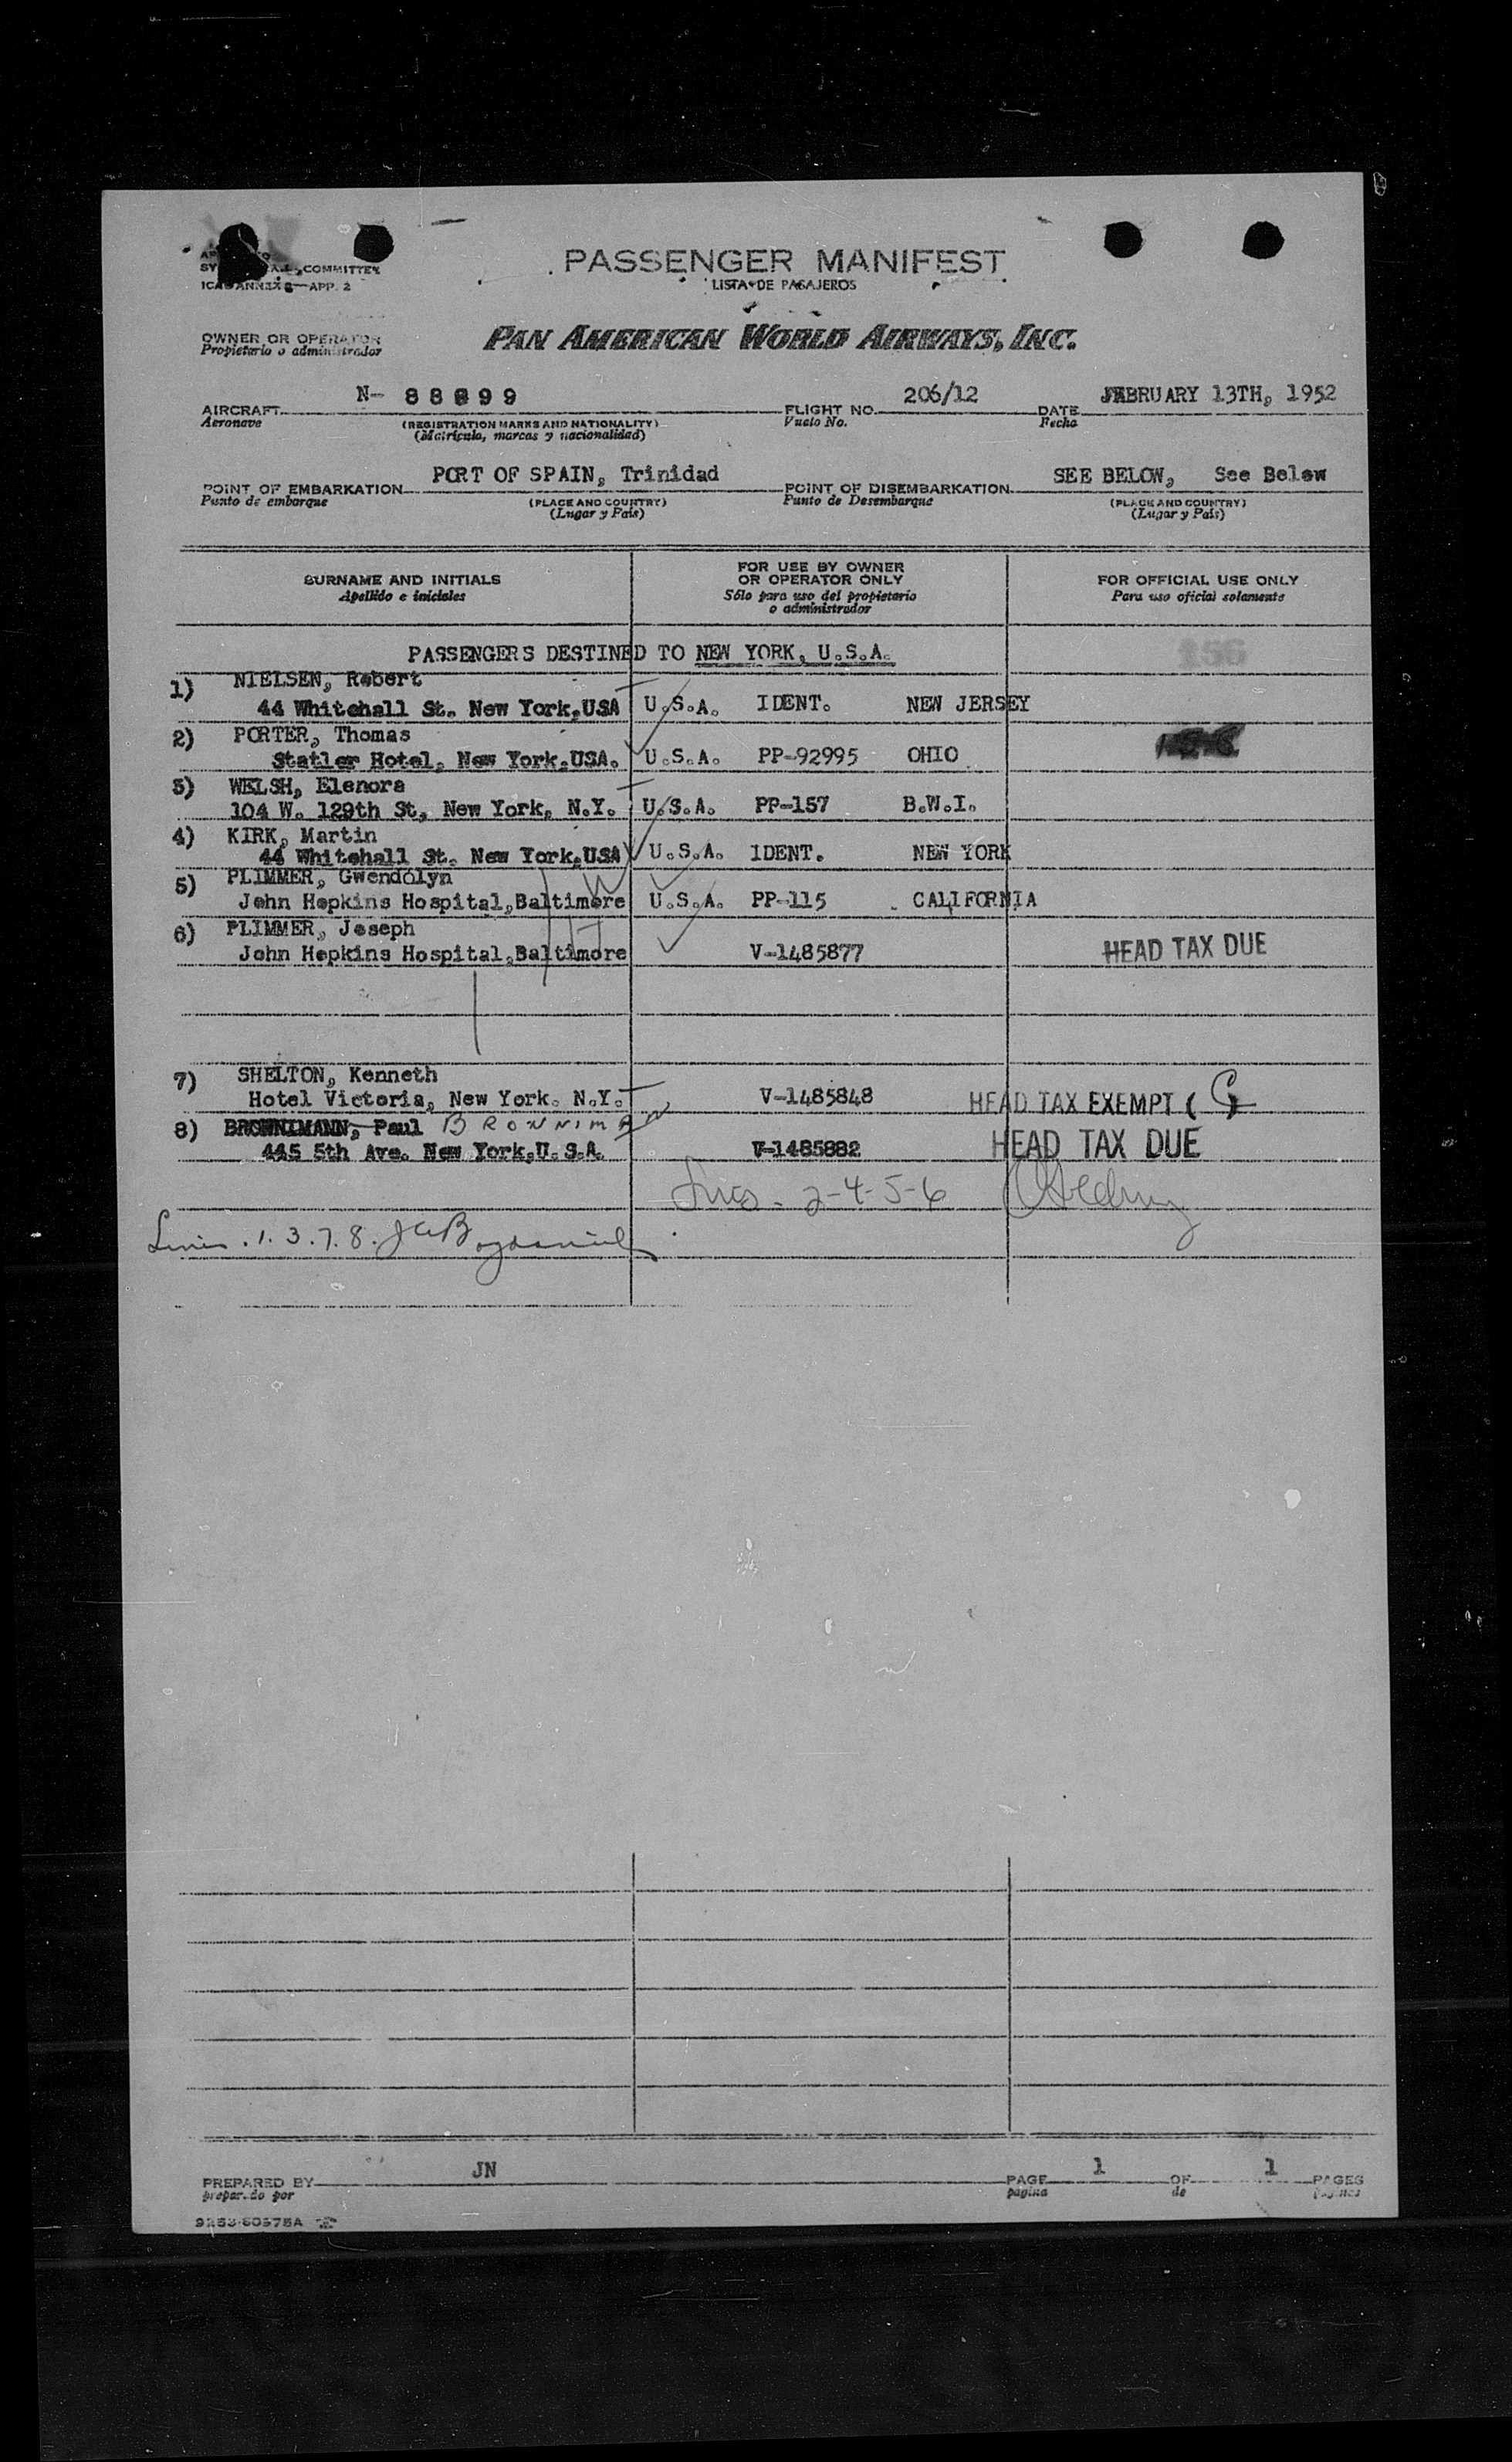 COMMITTEE
ICAO ANNEX 9—APP. 2
PASSENGER MANIFEST
LISTA DE PASAJEROS
OWNER OR OPERATOR
Propietario o administrador
PAN AMERICAN WORLD AIRWAYS, INC.
AIRCRAFT N- 88899 FLIGHT NO. 206/12 DATE FEBRUARY 13TH, 1952
Aeronave (REGISTRATION MARKS AND NATIONALITY) Vuelo No. Fecha
(Matrícula, marcas y nacionalidad)
POINT OF EMBARKATION PORT OF SPAIN, Trinidad POINT OF DISEMBARKATION SEE BELOW, See Below
Punto de embarque (PLACE AND COUNTRY) Punto de Desembarque (PLACE AND COUNTRY)
(Lugar y País) (Lugar y País)
SURNAME AND INITIALS
Apellido e iniciales
FOR USE BY OWNER
OR OPERATOR ONLY
Sólo para uso del propietario
o administrador
FOR OFFICIAL USE ONLY
Para uso oficial solamente
PASSENGERS DESTINED TO NEW YORK, U.S.A. 156
1) NIELSEN, Robert
44 Whitehall St. New York.USA U.S.A. IDENT. NEW JERSEY
2) PORTER, Thomas
Statler Hotel, New York.USA. U.S.A. PP-92995 OHIO
3) WELSH, Elenora
104 W. 129th St, New York, N.Y. U.S.A. PP-157 B.W.I.
4) KIRK, Martin
44 Whitehall St. New York.USA U.S.A. IDENT. NEW YORK
5) PLIMMER, Gwendolyn
John Hopkins Hospital,Baltimore U.S.A. PP-115 CALIFORNIA
6) PLIMMER, Joseph
John Hopkins Hospital,Baltimore V-1485877 HEAD TAX DUE
7) SHELTON, Kenneth
Hotel Victoria, New York. N.Y. V-1485848 HEAD TAX EXEMPT (
8) BRONNIMANN, Paul BRONNIMAN
445 5th Ave. New York,U.S.A. V-1485882 HEAD TAX DUE
2-4-5-6
Lines . 1. 3. 7. 8.
PREPARED BY JN PAGE 1 OF 1 PAGES
preparado por pagina de paginas